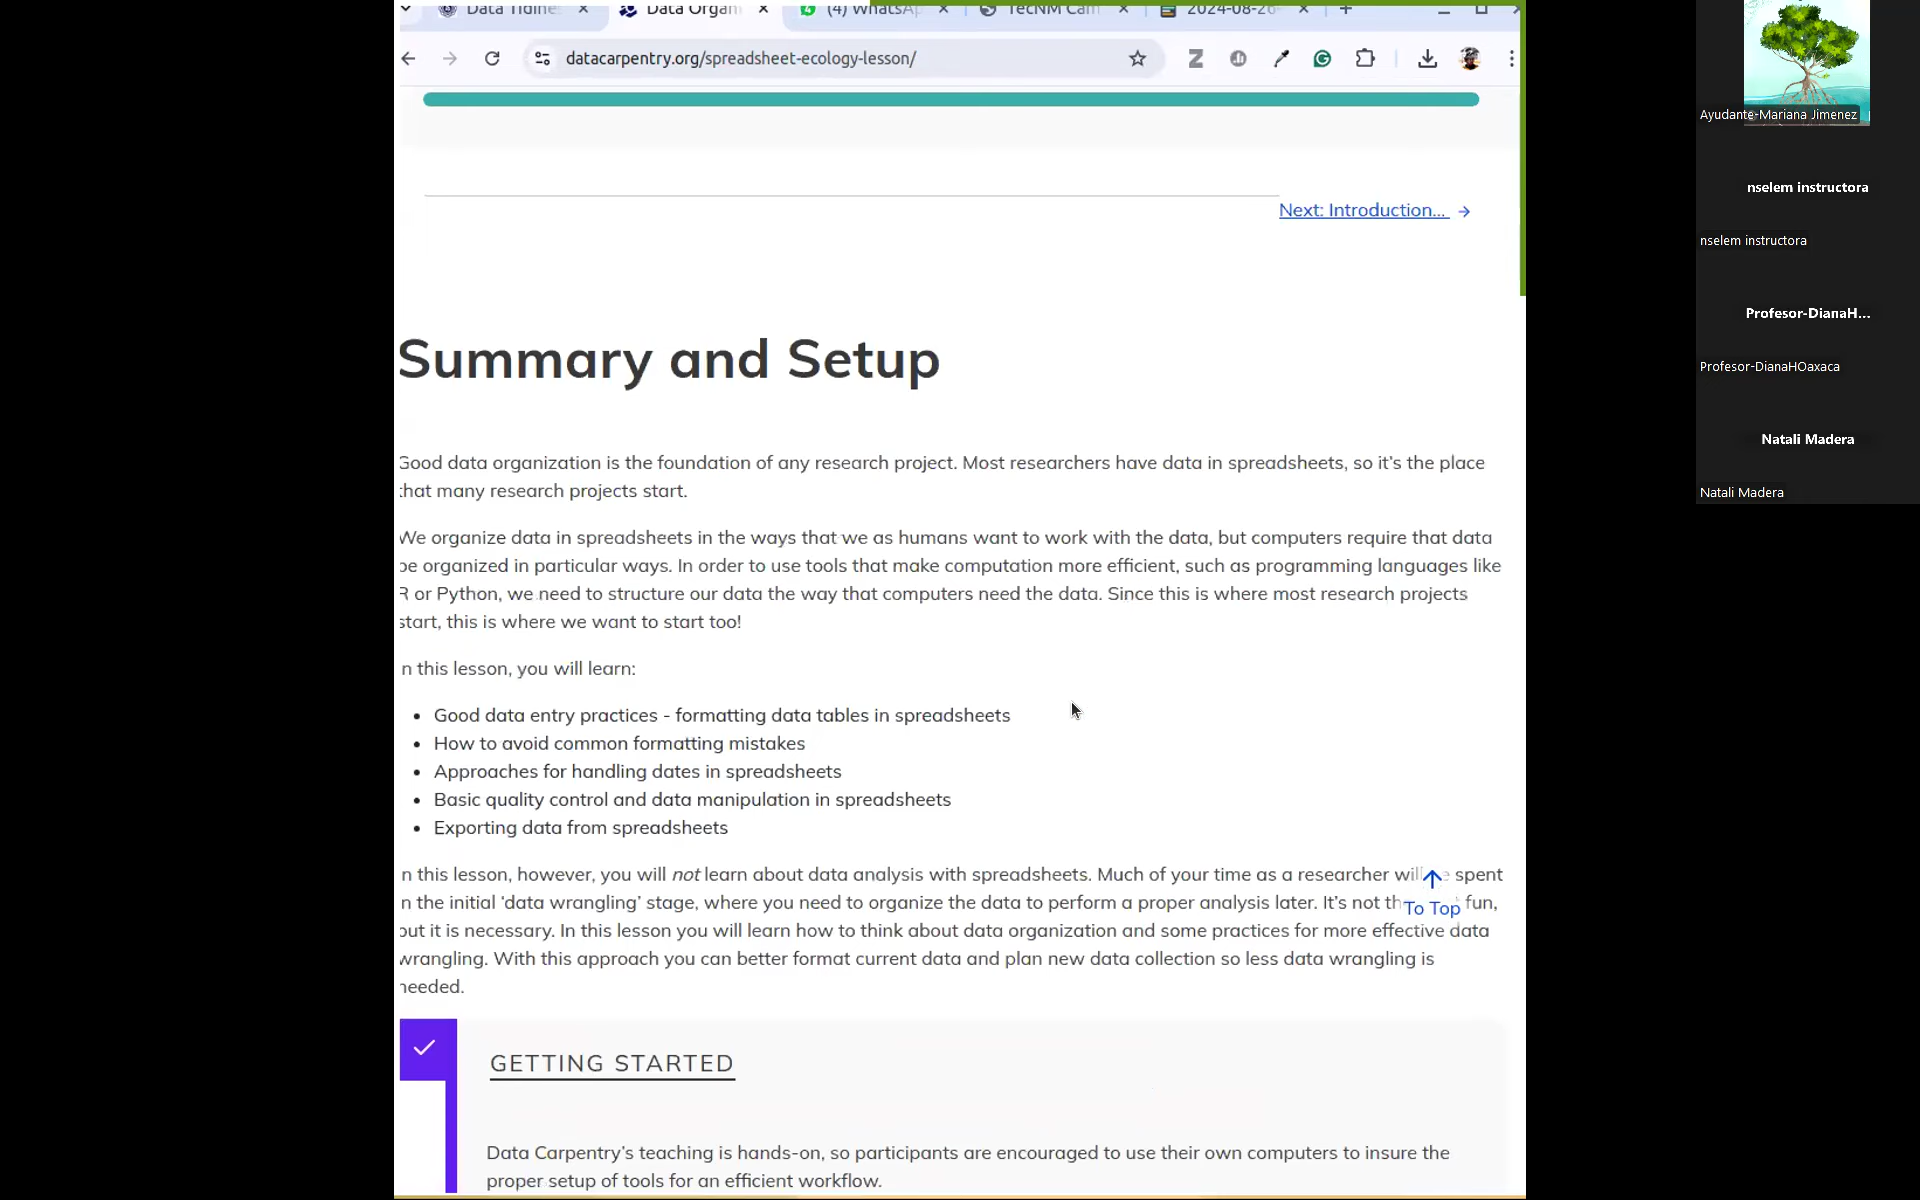 Data Tidine
Data Organi
(4) WhatsAp
TecNM Cam
2024-08-26-
datacarpentry.org/spreadsheet-ecology-lesson/
Next: Introduction...
Summary and Setup
Good data organization is the foundation of any research project. Most researchers have data in spreadsheets, so it's the place
that many research projects start.
We organize data in spreadsheets in the ways that we as humans want to work with the data, but computers require that data
be organized in particular ways. In order to use tools that make computation more efficient, such as programming languages like
R or Python, we need to structure our data the way that computers need the data. Since this is where most research projects
start, this is where we want to start too!
In this lesson, you will learn:
• Good data entry practices - formatting data tables in spreadsheets
• How to avoid common formatting mistakes
• Approaches for handling dates in spreadsheets
• Basic quality control and data manipulation in spreadsheets
• Exporting data from spreadsheets
In this lesson, however, you will not learn about data analysis with spreadsheets. Much of your time as a researcher will be spent
in the initial ‘data wrangling’ stage, where you need to organize the data to perform a proper analysis later. It's not th fun,
but it is necessary. In this lesson you will learn how to think about data organization and some practices for more effective data
wrangling. With this approach you can better format current data and plan new data collection so less data wrangling is
needed.
To Top
GETTING STARTED
Data Carpentry's teaching is hands-on, so participants are encouraged to use their own computers to insure the
proper setup of tools for an efficient workflow.
Ayudante-Mariana Jimenez
nselem instructora
nselem instructora
Profesor-DianaH...
Profesor-DianaHOaxaca
Natali Madera
Natali Madera